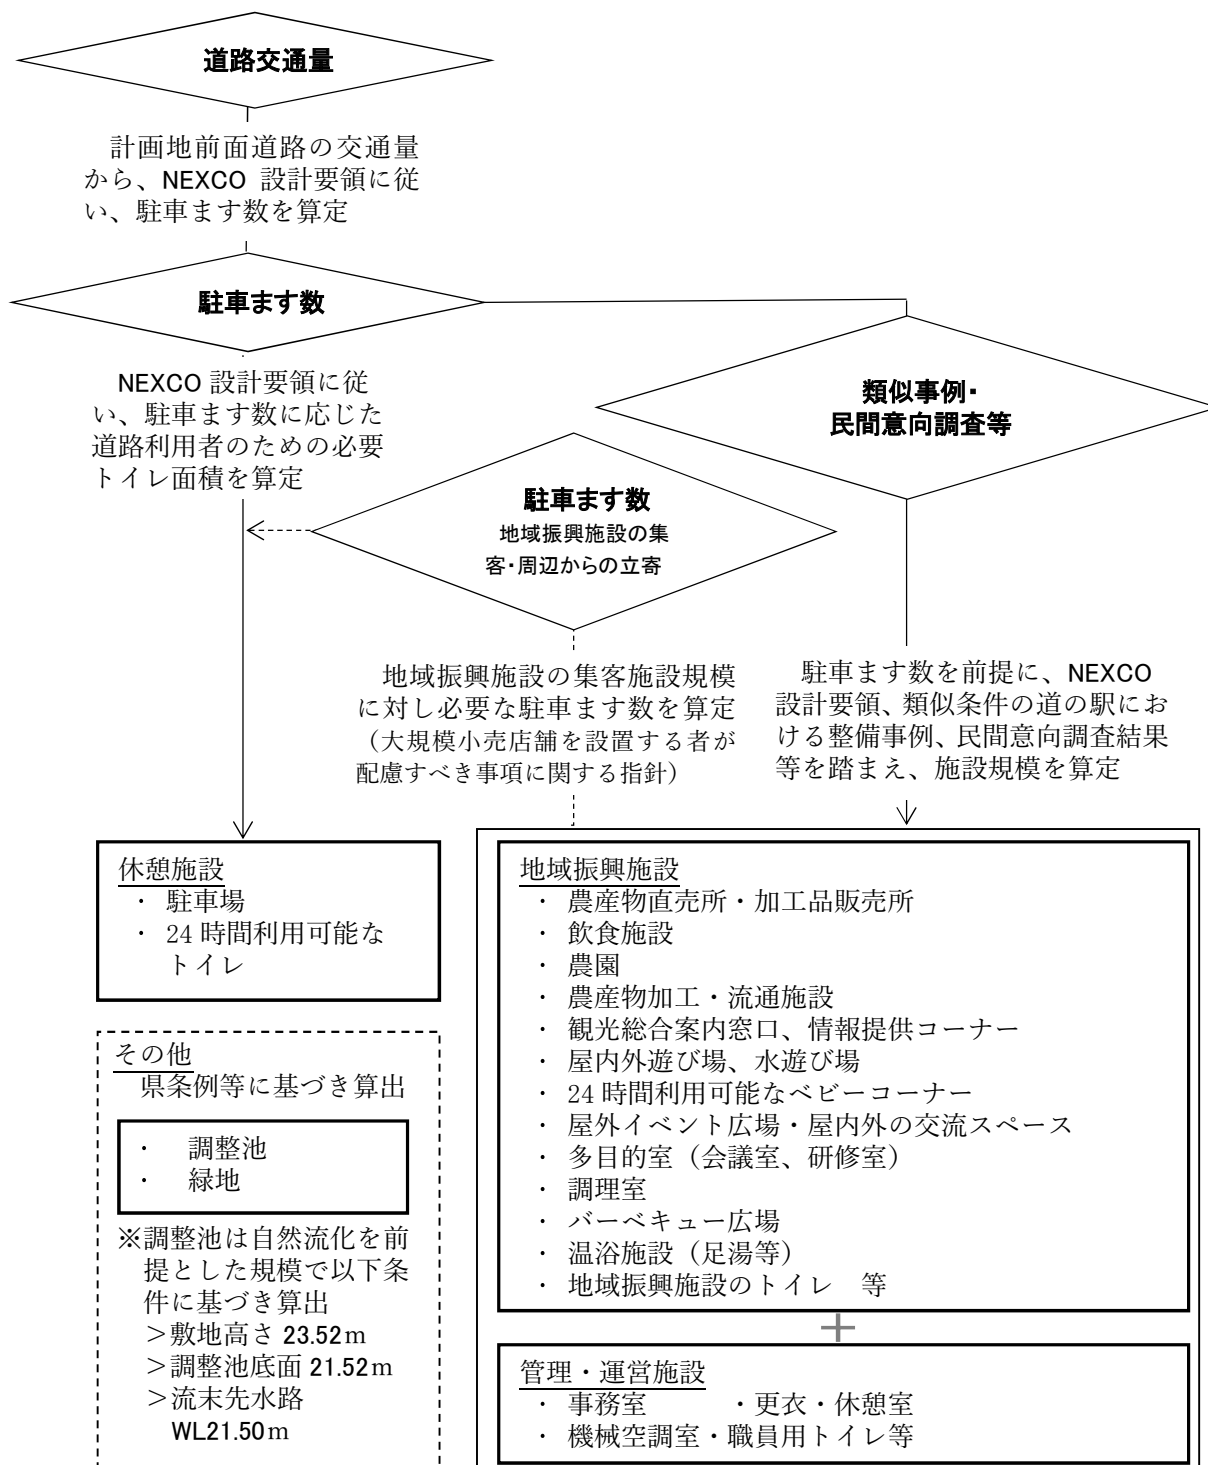 道路交通量
計画地前面道路の交通量
から、NEXCO 設計要領に従
い、駐車ます数を算定
駐車ます数
NEXCO 設計要領に従
い、駐車ます数に応じた
道路利用者のための必要
トイレ面積を算定
類似事例・
民間意向調査等
駐車ます数
地域振興施設の集
客・周辺からの立寄
地域振興施設の集客施設規模
に対し必要な駐車ます数を算定
（大規模小売店舗を設置する者が
配慮すべき事項に関する指針）
駐車ます数を前提に、NEXCO
設計要領、類似条件の道の駅にお
ける整備事例、民間意向調査結果
等を踏まえ、施設規模を算定
休憩施設
・ 駐車場
・ 24 時間利用可能な
トイレ
その他
県条例等に基づき算出
・ 調整池
・ 緑地
※調整池は自然流化を前
提とした規模で以下条
件に基づき算出
＞敷地高さ 23.52ｍ
＞調整池底面 21.52ｍ
＞流末先水路
WL21.50ｍ
地域振興施設
・ 農産物直売所・加工品販売所
・ 飲食施設
・ 農園
・ 農産物加工・流通施設
・ 観光総合案内窓口、情報提供コーナー
・ 屋内外遊び場、水遊び場
・ 24 時間利用可能なベビーコーナー
・ 屋外イベント広場・屋内外の交流スペース
・ 多目的室（会議室、研修室）
・ 調理室
・ バーベキュー広場
・ 温浴施設（足湯等）
・ 地域振興施設のトイレ　等
＋
管理・運営施設
・ 事務室　　　・更衣・休憩室
・ 機械空調室・職員用トイレ等